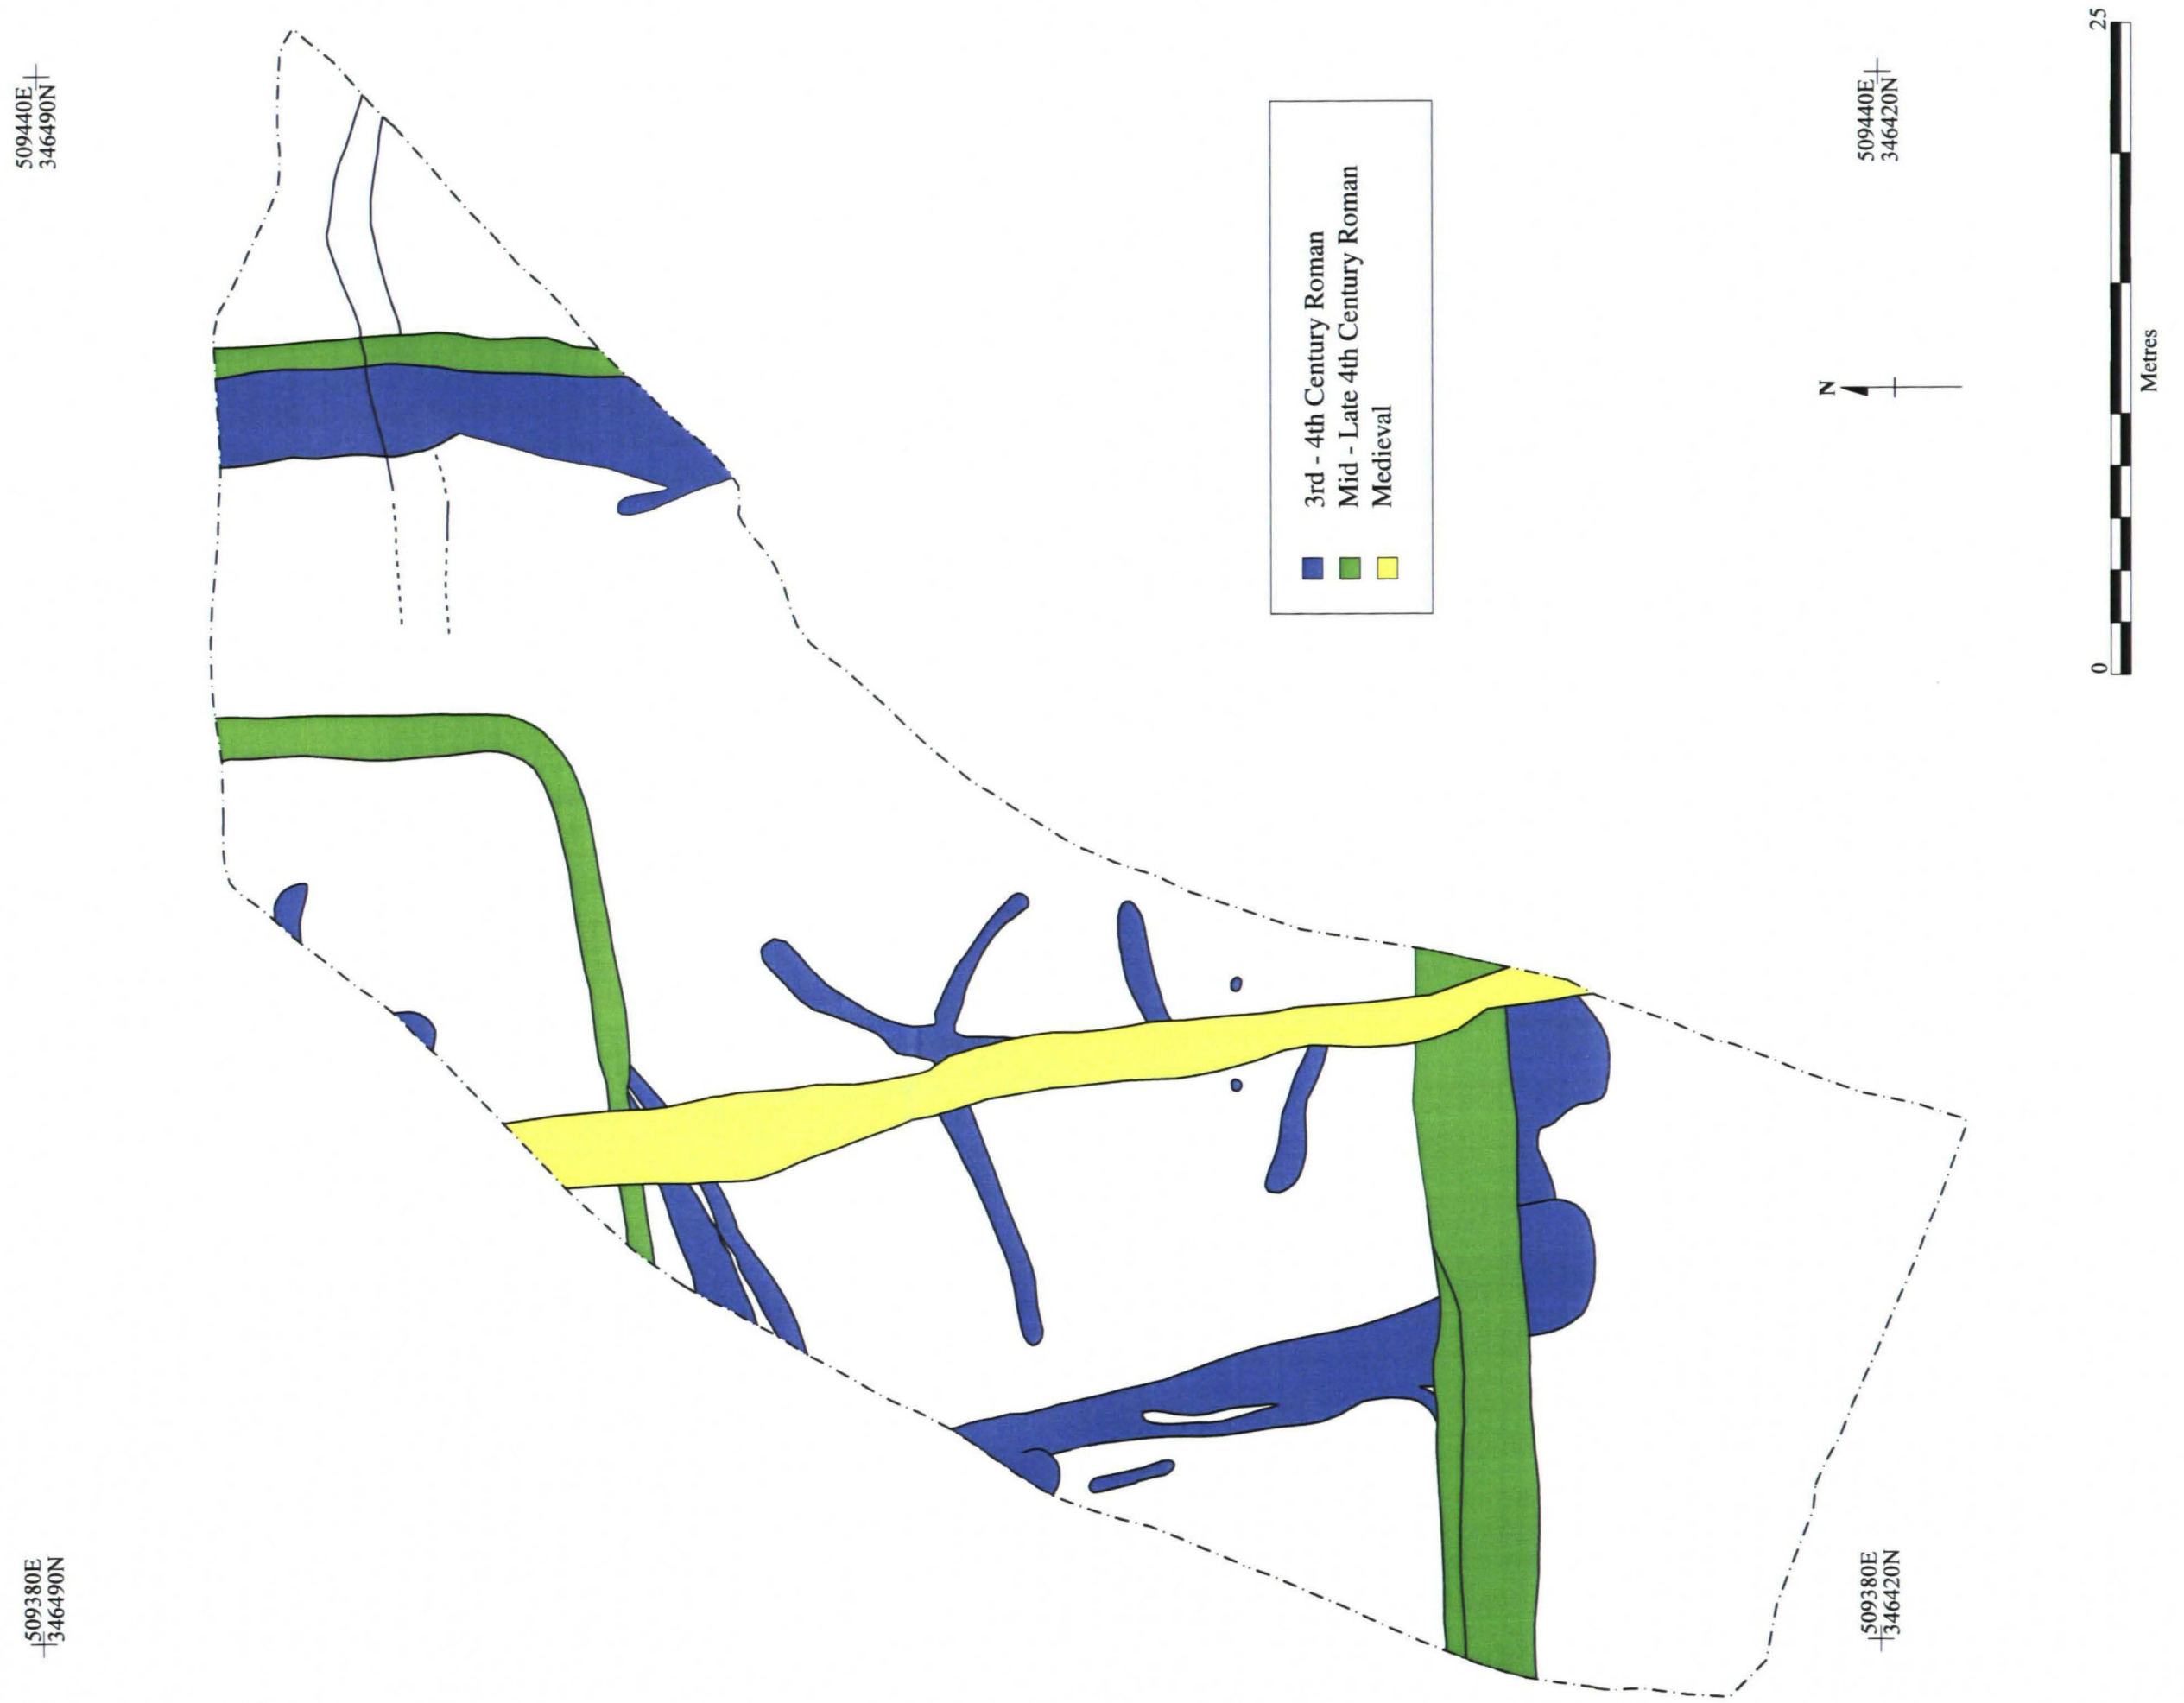 509380E
346490N
509440E
346490N
3rd - 4th Century Roman
Mid - Late 4th Century Roman
Medieval
N
509380E
346420N
509440E
346420N
0
25
Metres